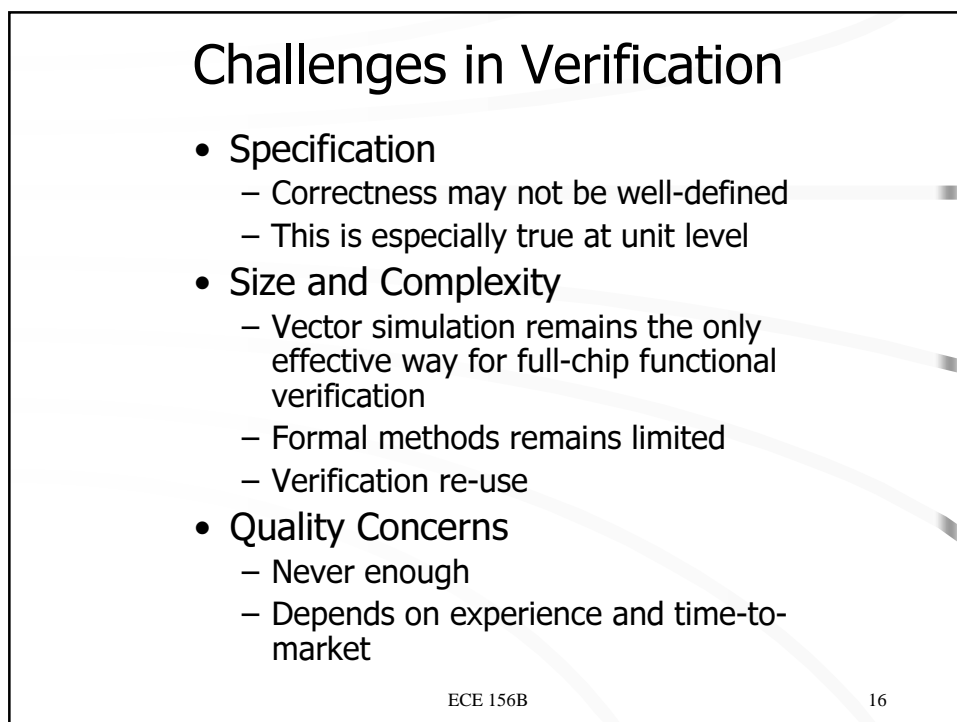 Challenges in Verification
• Specification
– Correctness may not be well-defined
– This is especially true at unit level
• Size and Complexity
– Vector simulation remains the only
effective way for full-chip functional
verification
– Formal methods remains limited
– Verification re-use
• Quality Concerns
– Never enough
– Depends on experience and time-to-
market
ECE 156B 16